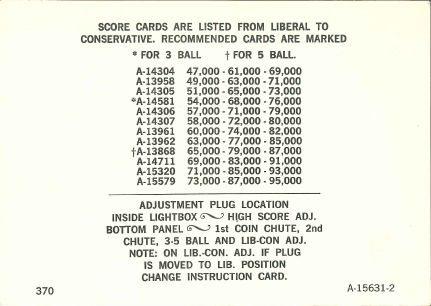 SCORE CARDS ARE LISTED FROM LIBERAL TO
CONSERVATIVE. RECOMMENDED CARDS ARE MARKED
* FOR 3 BALL † FOR 5 BALL.
A-14304 47,000 - 61,000 - 69,000
A-13958 49,000 - 63,000 - 71,000
A-14305 51,000 - 65,000 - 73,000
*A-14581 54,000 - 68,000 - 76,000
A-14306 57,000 - 71,000 - 79,000
A-14307 58,000 - 72,000 - 80,000
A-13961 60,000 - 74,000 - 82,000
A-13962 63,000 - 77,000 - 85,000
†A-13868 65,000 - 79,000 - 87,000
A-14711 69,000 - 83,000 - 91,000
A-15320 71,000 - 85,000 - 93,000
A-15579 73,000 - 87,000 - 95,000
ADJUSTMENT PLUG LOCATION
INSIDE LIGHTBOX ~ HIGH SCORE ADJ.
BOTTOM PANEL ~ 1st COIN CHUTE, 2nd
CHUTE, 3-5 BALL AND LIB-CON ADJ.
NOTE: ON LIB.-CON. ADJ. IF PLUG
IS MOVED TO LIB. POSITION
CHANGE INSTRUCTION CARD.
370 A-15631-2